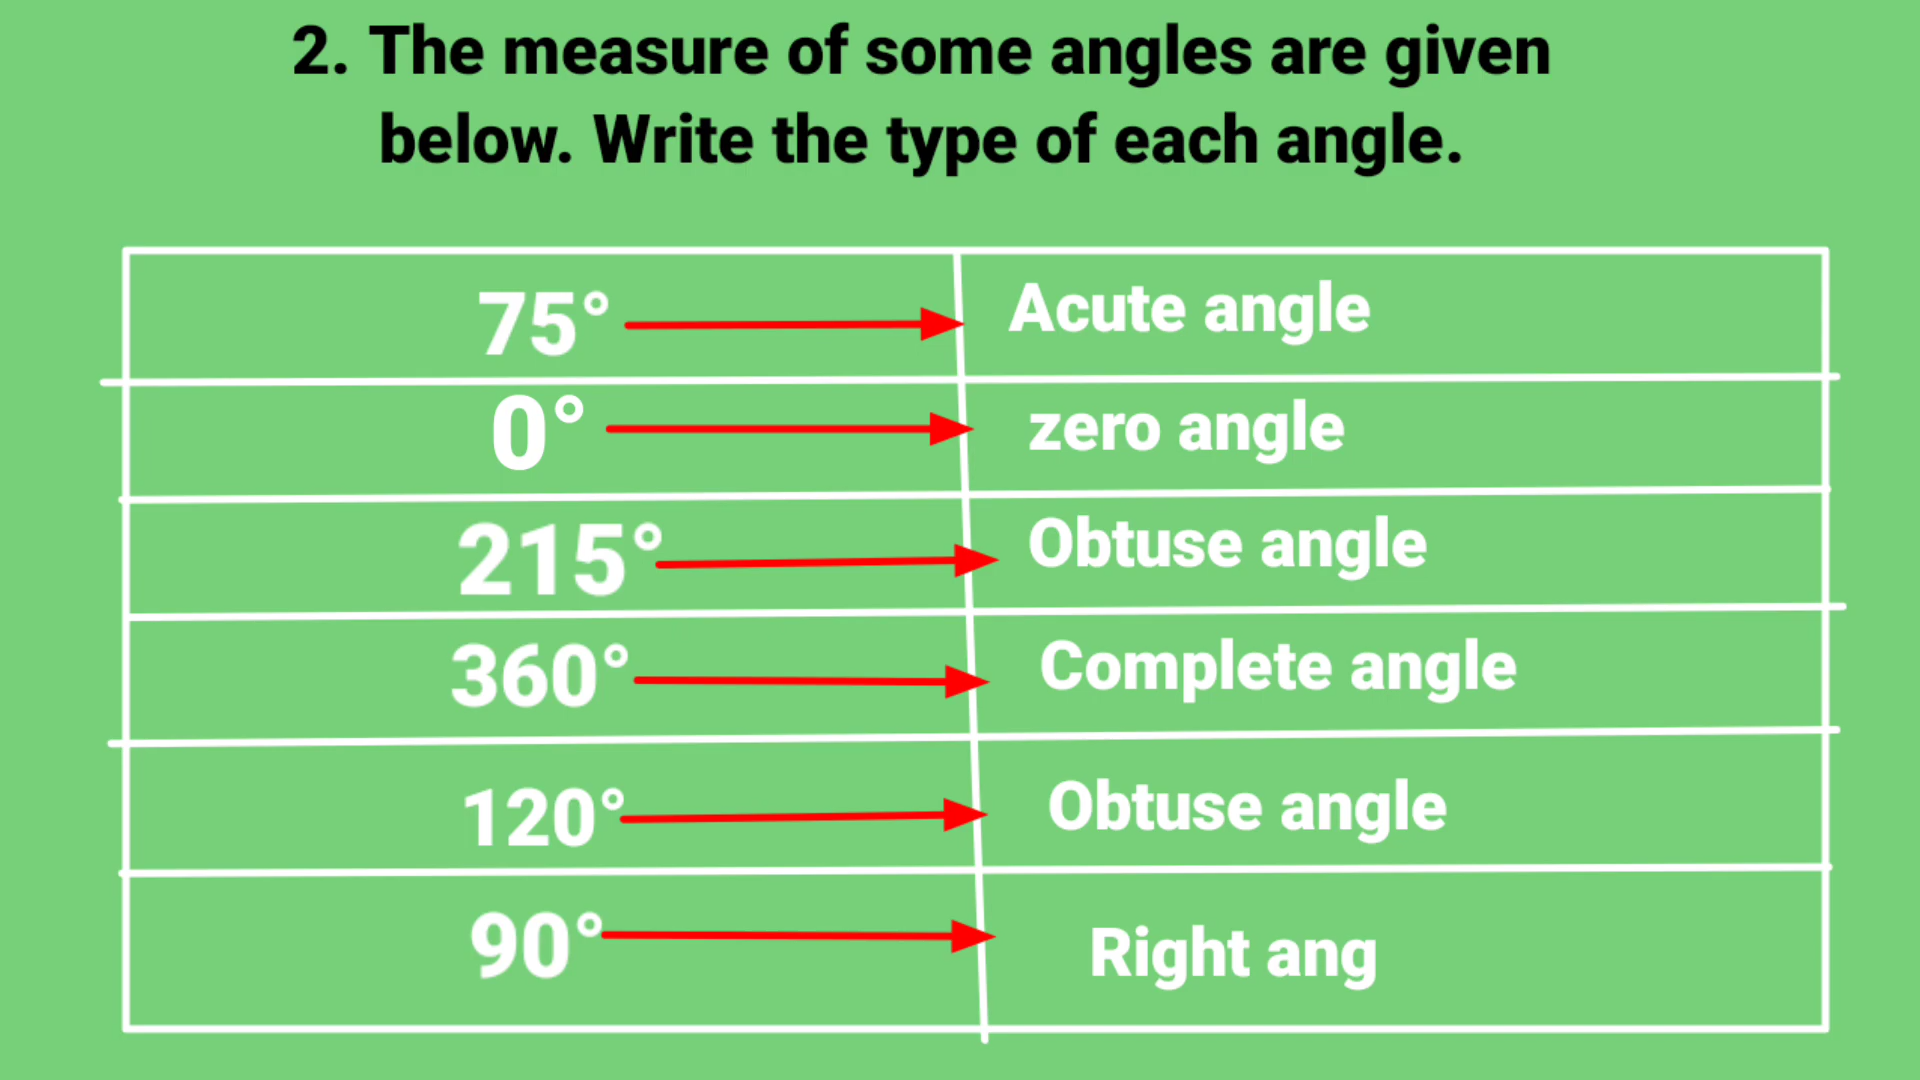 2. The measure of some angles are given
below. Write the type of each angle.
75° Acute angle
0° zero angle
215° Obtuse angle
360° Complete angle
120° Obtuse angle
90° Right ang